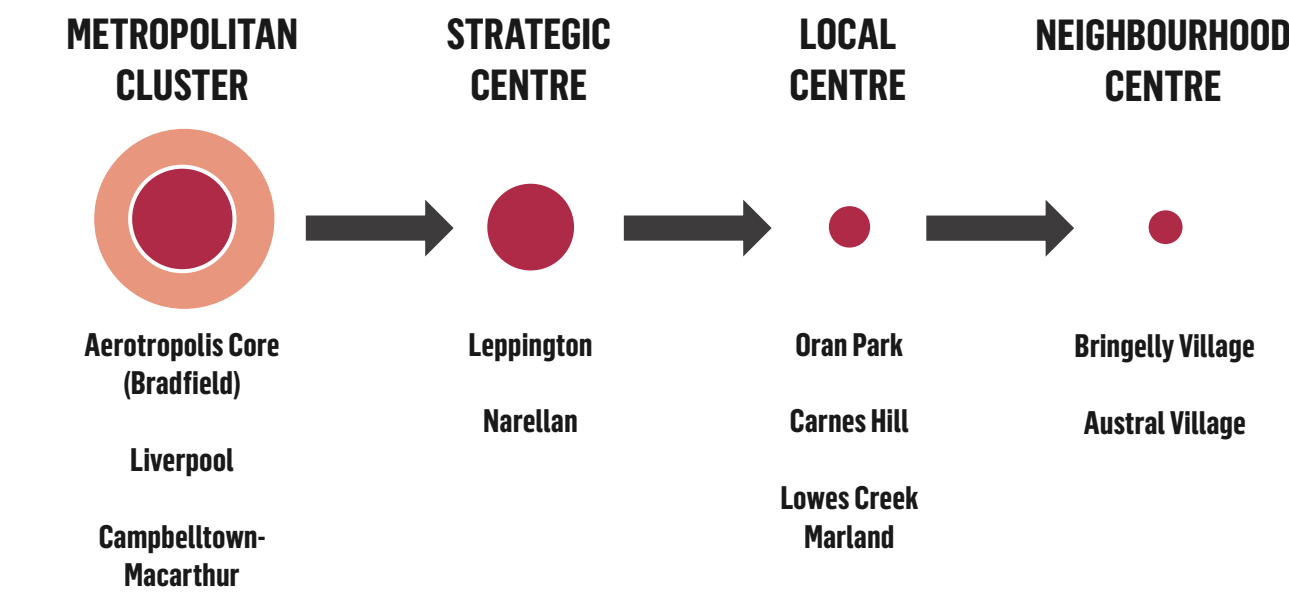 METROPOLITAN
CLUSTER
STRATEGIC
CENTRE
LOCAL
CENTRE
NEIGHBOURHOOD
CENTRE
Aerotropolis Core
(Bradfield)
Liverpool
Campbelltown-
Macarthur
Leppington
Narellan
Oran Park
Carnes Hill
Lowes Creek
Marland
Bringelly Village
Austral Village